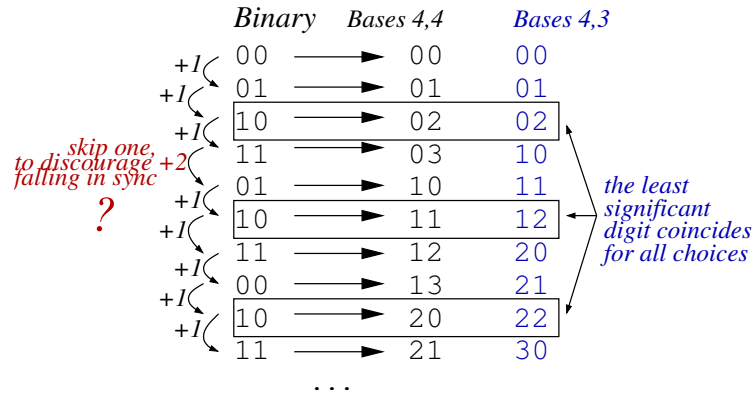 Binary Bases 4,4 Bases 4,3
00 00 00
+1
01 01 01
+1
10 02 02
+1
11 03 10
skip one,
to discourage +2
falling in sync
?
01 10 11
+1
10 11 12
+1
11 12 20
+1
00 13 21
+1
10 20 22
+1
11 21 30
the least
significant
digit coincides
for all choices
...